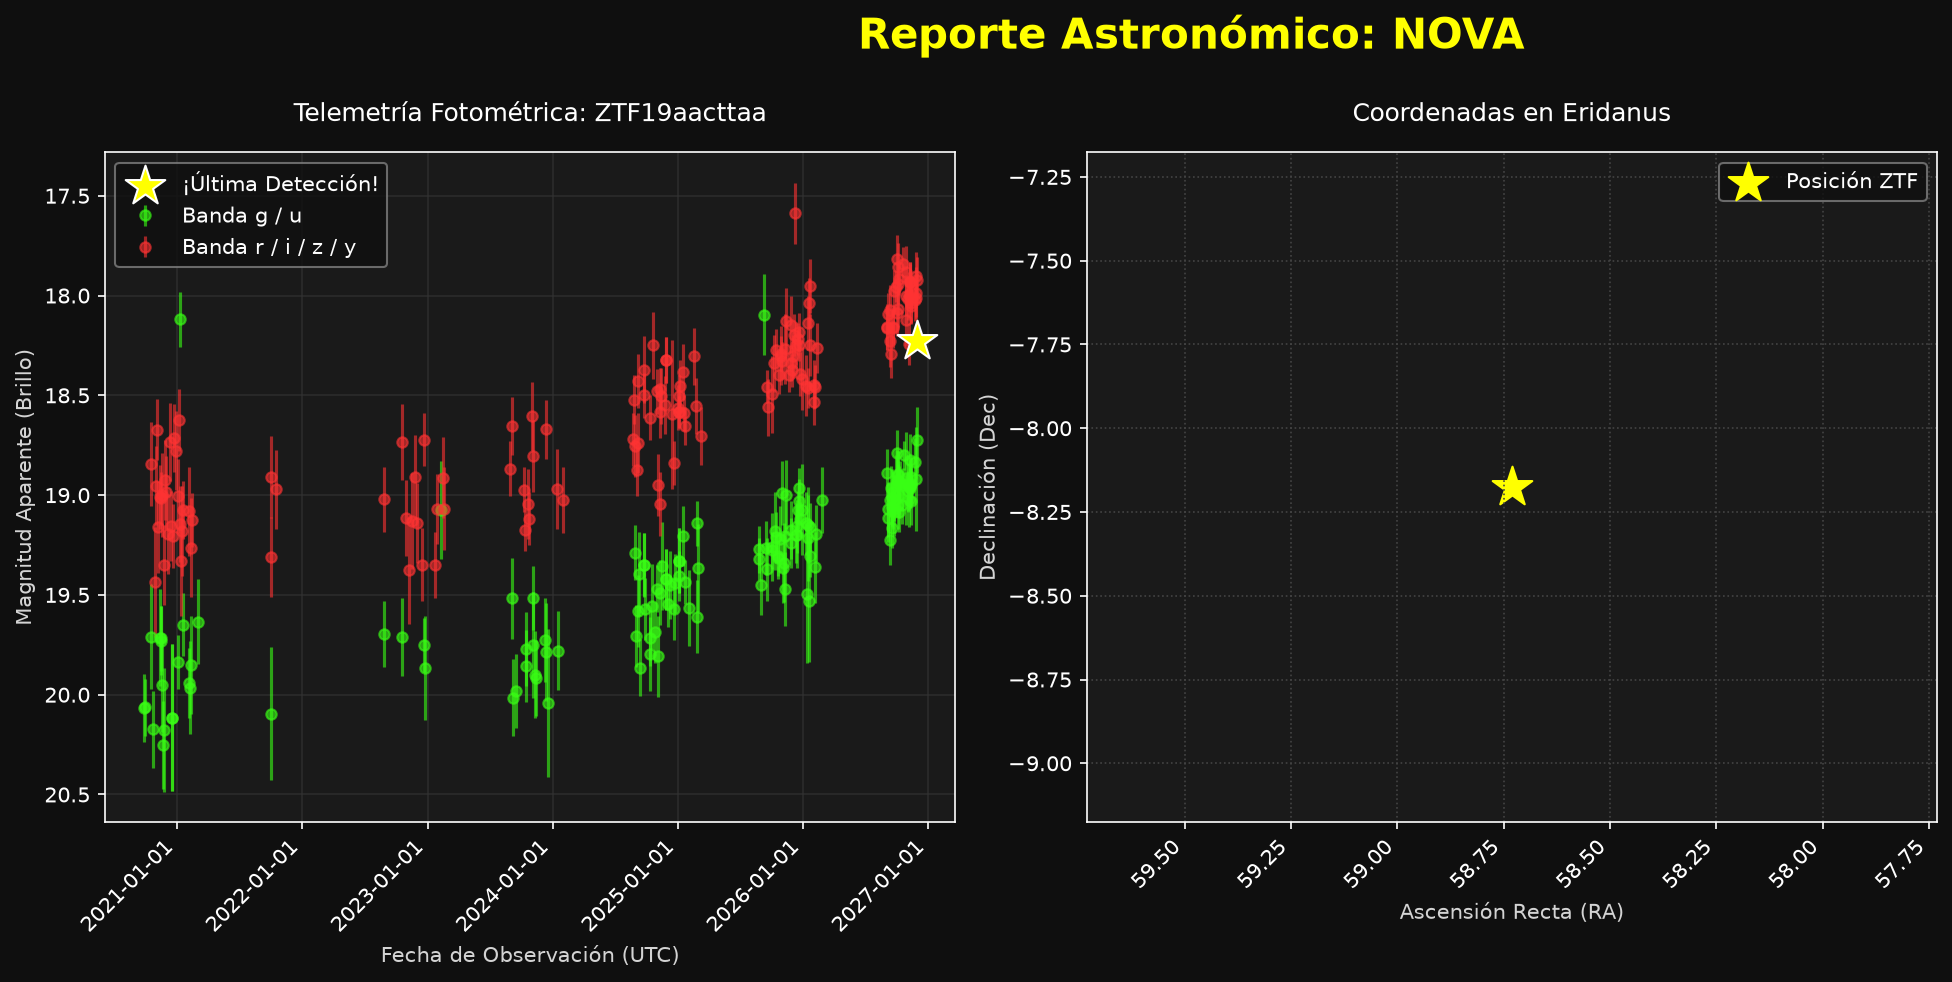 Reporte Astronómico: NOVA
Telemetría Fotométrica: ZTF19aacttaa
¡Última Detección!
Banda g / u
Banda r / i / z / y
17.5
18.0
18.5
19.0
19.5
20.0
20.5
Magnitud Aparente (Brillo)
2021-01-01
2022-01-01
2023-01-01
2024-01-01
2025-01-01
2026-01-01
2027-01-01
Fecha de Observación (UTC)
Coordenadas en Eridanus
Posición ZTF
−7.25
−7.50
−7.75
−8.00
−8.25
−8.50
−8.75
−9.00
Declinación (Dec)
59.50
59.25
59.00
58.75
58.50
58.25
58.00
57.75
Ascensión Recta (RA)